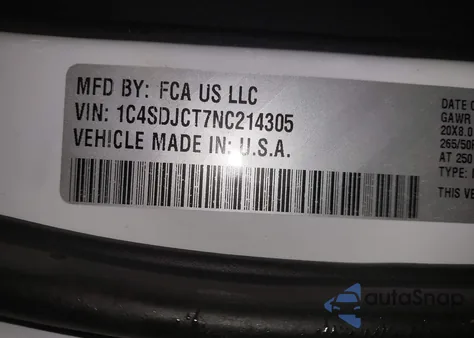 MFD BY: FCA US LLC
VIN: 1C4SDJCT7NC214305
VEHICLE MADE IN: U.S.A.
DATE O
GAWR
20X8.0
265/50R
AT 250
TYPE:
THIS VE
autoSnap